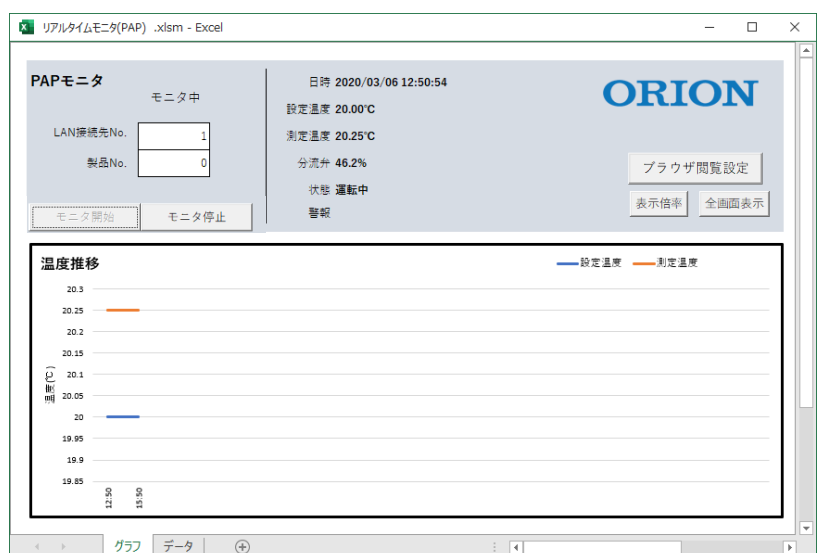 リアルタイムモニタ(PAP) .xlsm - Excel
PAPモニタ
モニタ中
LAN接続先No. 1
製品No. 0
モニタ開始
モニタ停止
日時 2020/03/06 12:50:54
設定温度 20.00℃
測定温度 20.25℃
分流弁 46.2%
状態 運転中
警報
ORION
ブラウザ閲覧設定
表示倍率
全画面表示
温度推移
設定温度
測定温度
温度(℃)
20.3
20.25
20.2
20.15
20.1
20.05
20
19.95
19.9
19.85
12:50
15:50
グラフ
データ